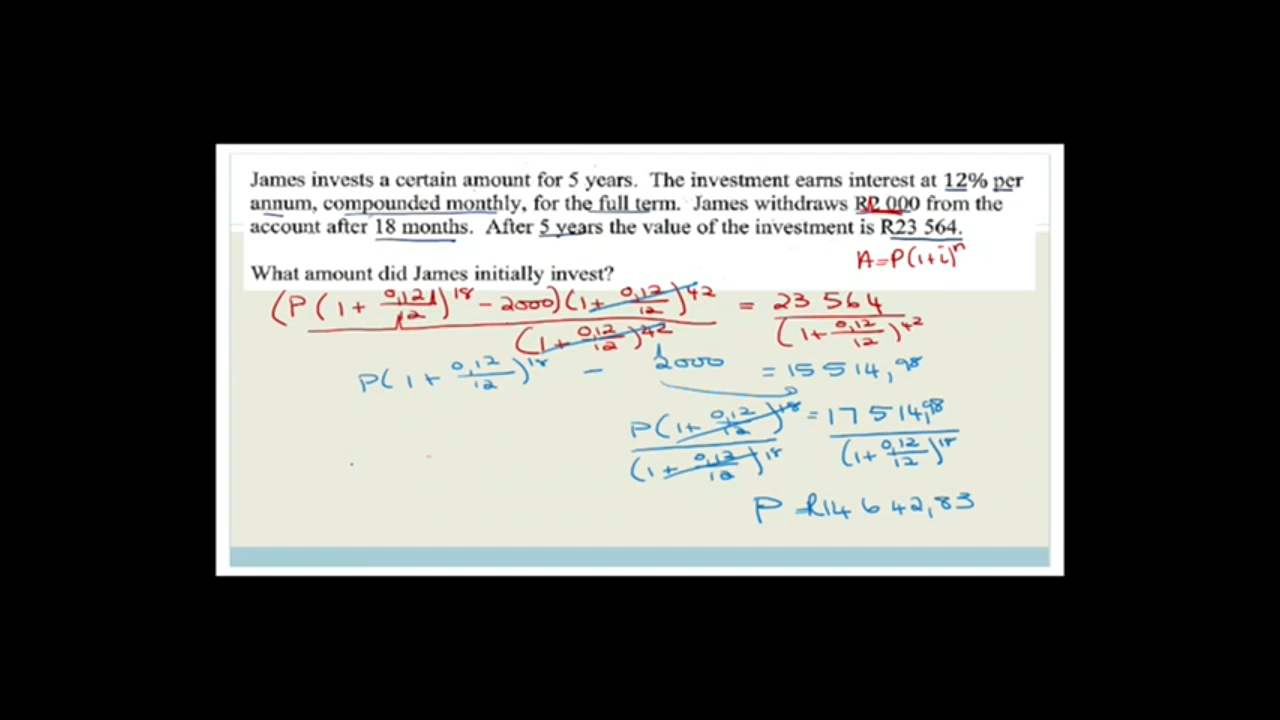 James invests a certain amount for 5 years. The investment earns interest at 12% per
annum, compounded monthly, for the full term. James withdraws R2 000 from the
account after 18 months. After 5 years the value of the investment is R23 564.
A=P(1+i)^n
What amount did James initially invest?
(P(1+0,12/12)^18 - 2000)(1+0,12/12)^42 = 23 564
(1+0,12/12)^42 (1+0,12/12)^42
P(1+0,12/12)^18 - 2000 = 15 514,98
P(1+0,12/12)^18 = 17 514,98
(1+0,12/12)^18 (1+0,12/12)^18
P = R14 642,83